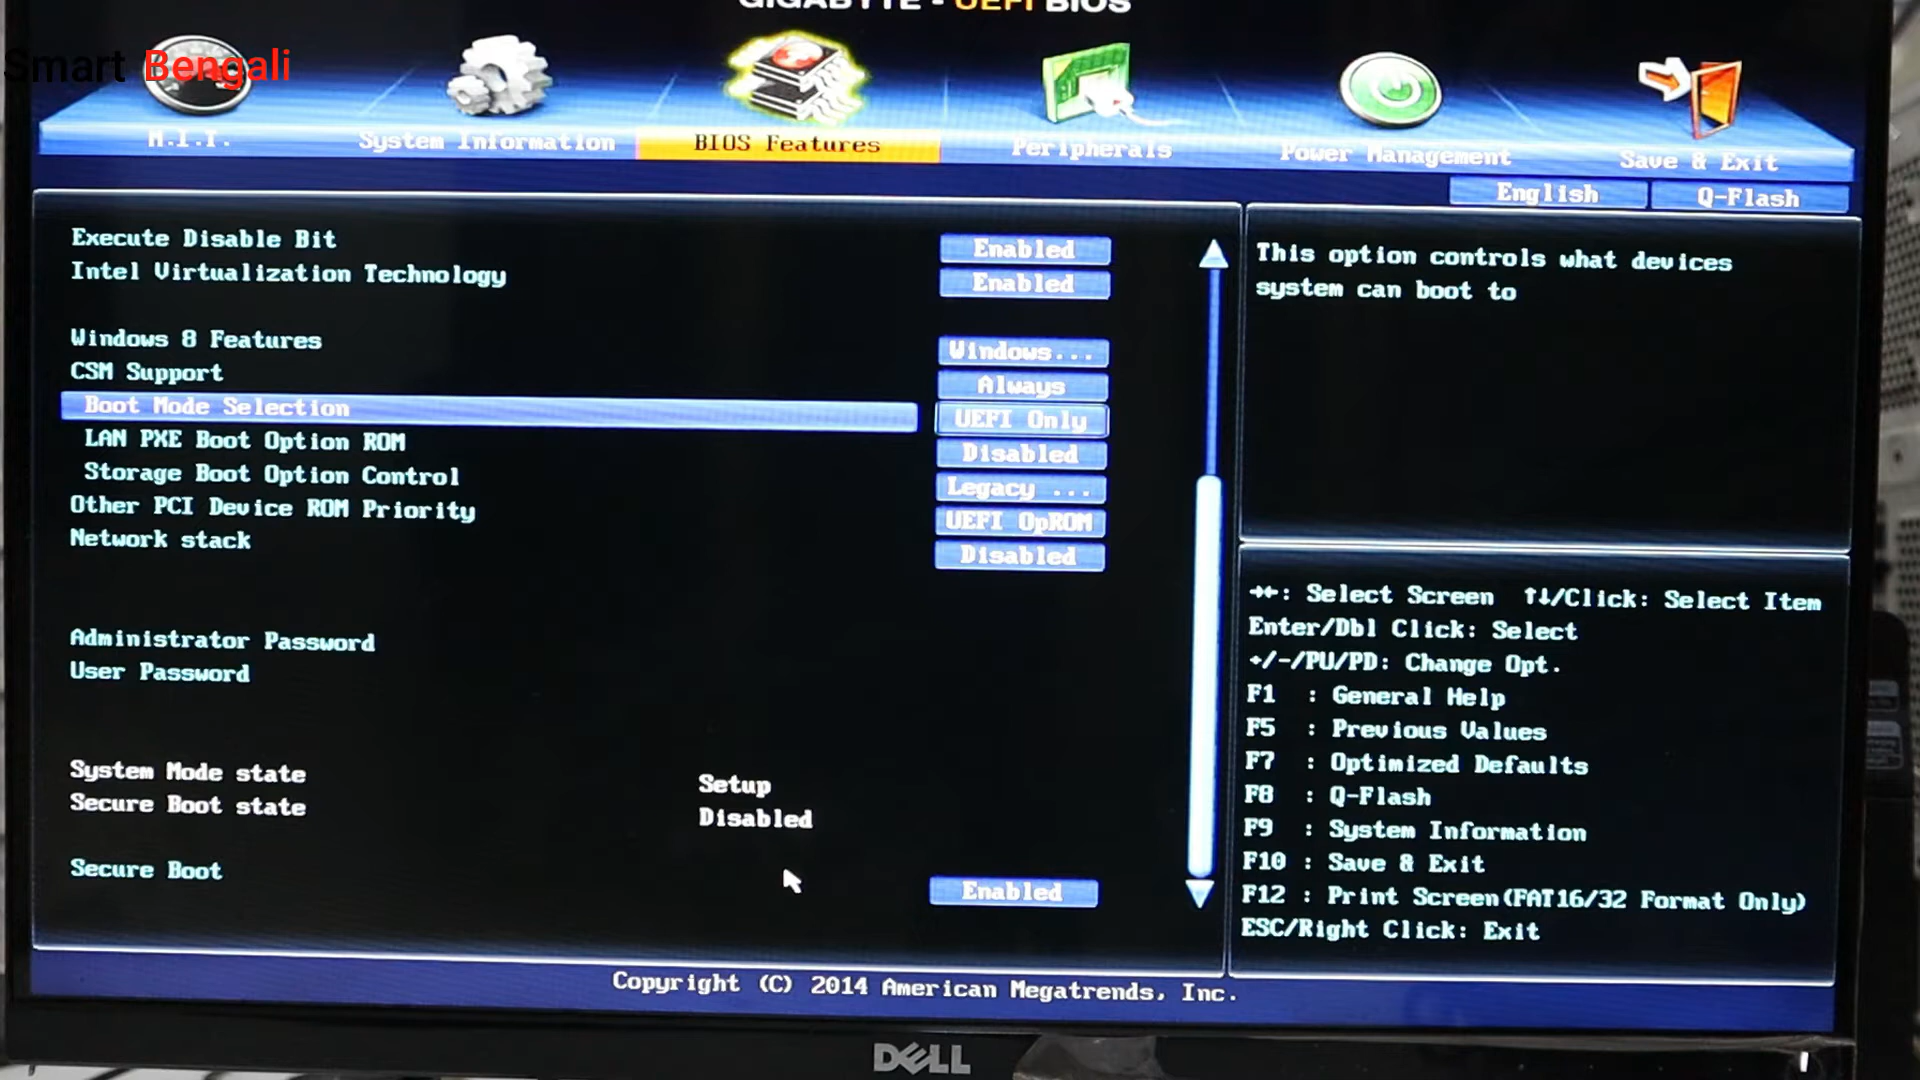 GIGABYTE - UEFI BIOS
Smart Bengali
M.I.T.
System Information
BIOS Features
Peripherals
Power Management
Save & Exit
English
Q-Flash
Execute Disable Bit Enabled
Intel Virtualization Technology Enabled
Windows 8 Features Windows...
CSM Support Always
Boot Mode Selection UEFI Only
LAN PXE Boot Option ROM Disabled
Storage Boot Option Control Legacy ...
Other PCI Device ROM Priority UEFI OpROM
Network stack Disabled
Administrator Password
User Password
System Mode state Setup
Secure Boot state Disabled
Secure Boot Enabled
This option controls what devices
system can boot to
→←: Select Screen ↑↓/Click: Select Item
Enter/Dbl Click: Select
+/-/PU/PD: Change Opt.
F1 : General Help
F5 : Previous Values
F7 : Optimized Defaults
F8 : Q-Flash
F9 : System Information
F10 : Save & Exit
F12 : Print Screen(FAT16/32 Format Only)
ESC/Right Click: Exit
Copyright (C) 2014 American Megatrends, Inc.
DELL